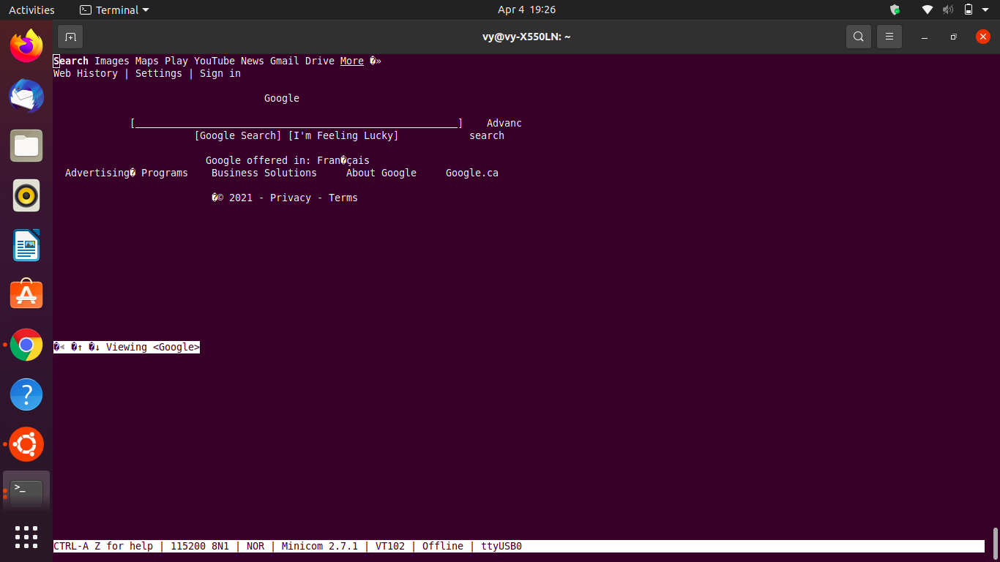 Activities Terminal Apr 4 19:26
vy@vy-X550LN: ~
Search Images Maps Play YouTube News Gmail Drive More �»
Web History | Settings | Sign in
Google
[_______________________________________________________] Advanc
[Google Search] [I'm Feeling Lucky] search
Google offered in: Fran�çais
Advertising� Programs Business Solutions About Google Google.ca
�© 2021 - Privacy - Terms
�⋖ �↑ �↓ Viewing <Google>
CTRL-A Z for help | 115200 8N1 | NOR | Minicom 2.7.1 | VT102 | Offline | ttyUSB0